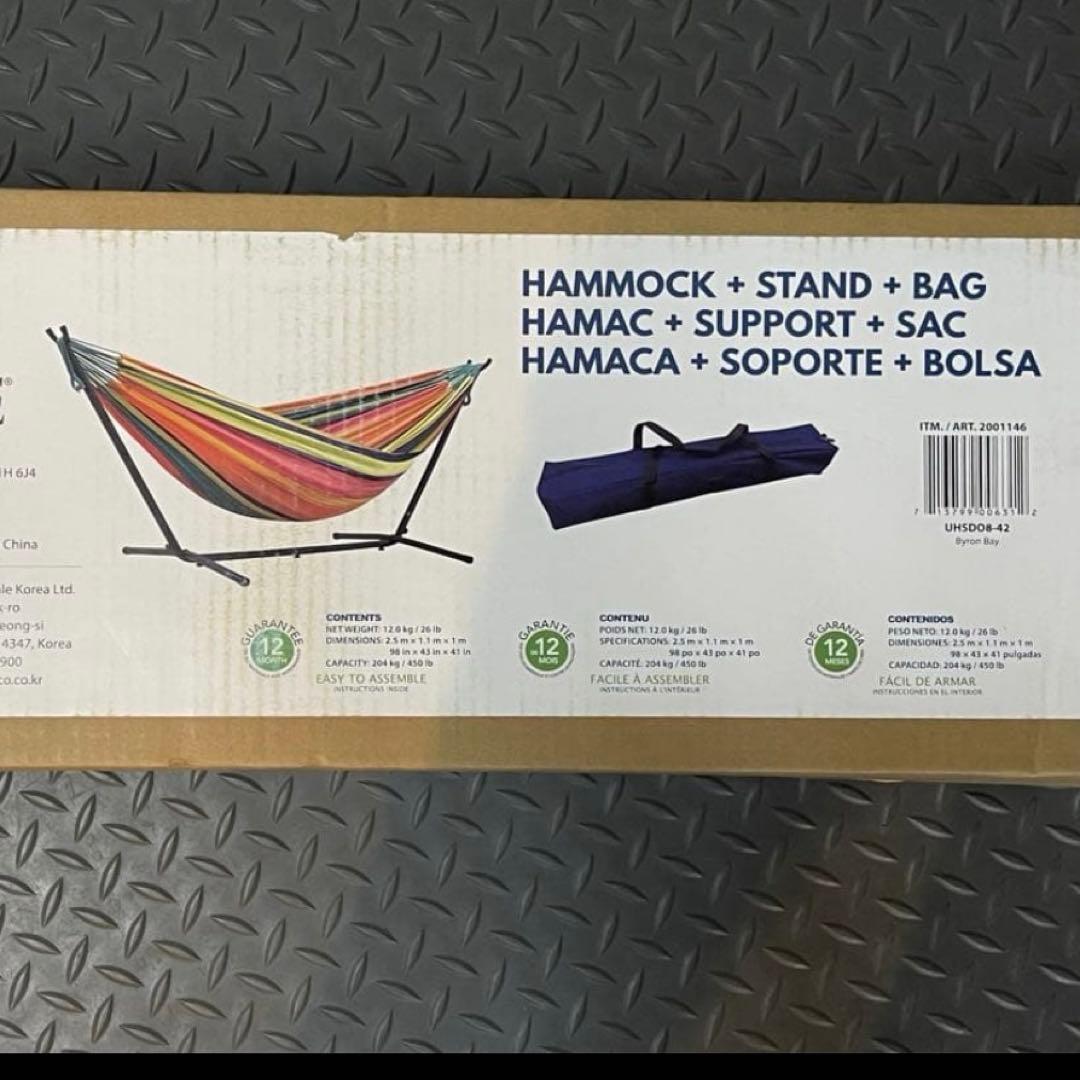 HAMMOCK + STAND + BAG
HAMAC + SUPPORT + SAC
HAMACA + SOPORTE + BOLSA
®
H 6J4
China
le Korea Ltd.
-ro
eong-si
4347, Korea
900
co.co.kr
ITM. / ART. 2001146
UHSDO8-42
Byron Bay
GUARANTEE
12
MONTH
CONTENTS
NET WEIGHT: 12.0 kg / 26 lb
DIMENSIONS: 2.5 m x 1.1 m x 1 m
98 in x 43 in x 41 in
CAPACITY: 204 kg / 450 lb
EASY TO ASSEMBLE
INSTRUCTIONS INSIDE
GARANTIE
DE 12
MOIS
CONTENU
POIDS NET: 12.0 kg / 26 lb
SPECIFICATIONS: 2.5 m x 1.1 m x 1 m
98 po x 43 po x 41 po
CAPACITÉ: 204 kg / 450 lb
FACILE À ASSEMBLER
INSTRUCTIONS À L'INTÉRIEUR
DE GARANTÍA
12
MESES
CONTENIDOS
PESO NETO: 12.0 kg / 26 lb
DIMENSIONES: 2.5 m x 1.1 m x 1 m
98 x 43 x 41 pulgadas
CAPACIDAD: 204 kg / 450 lb
FÁCIL DE ARMAR
INSTRUCCIONES EN EL INTERIOR